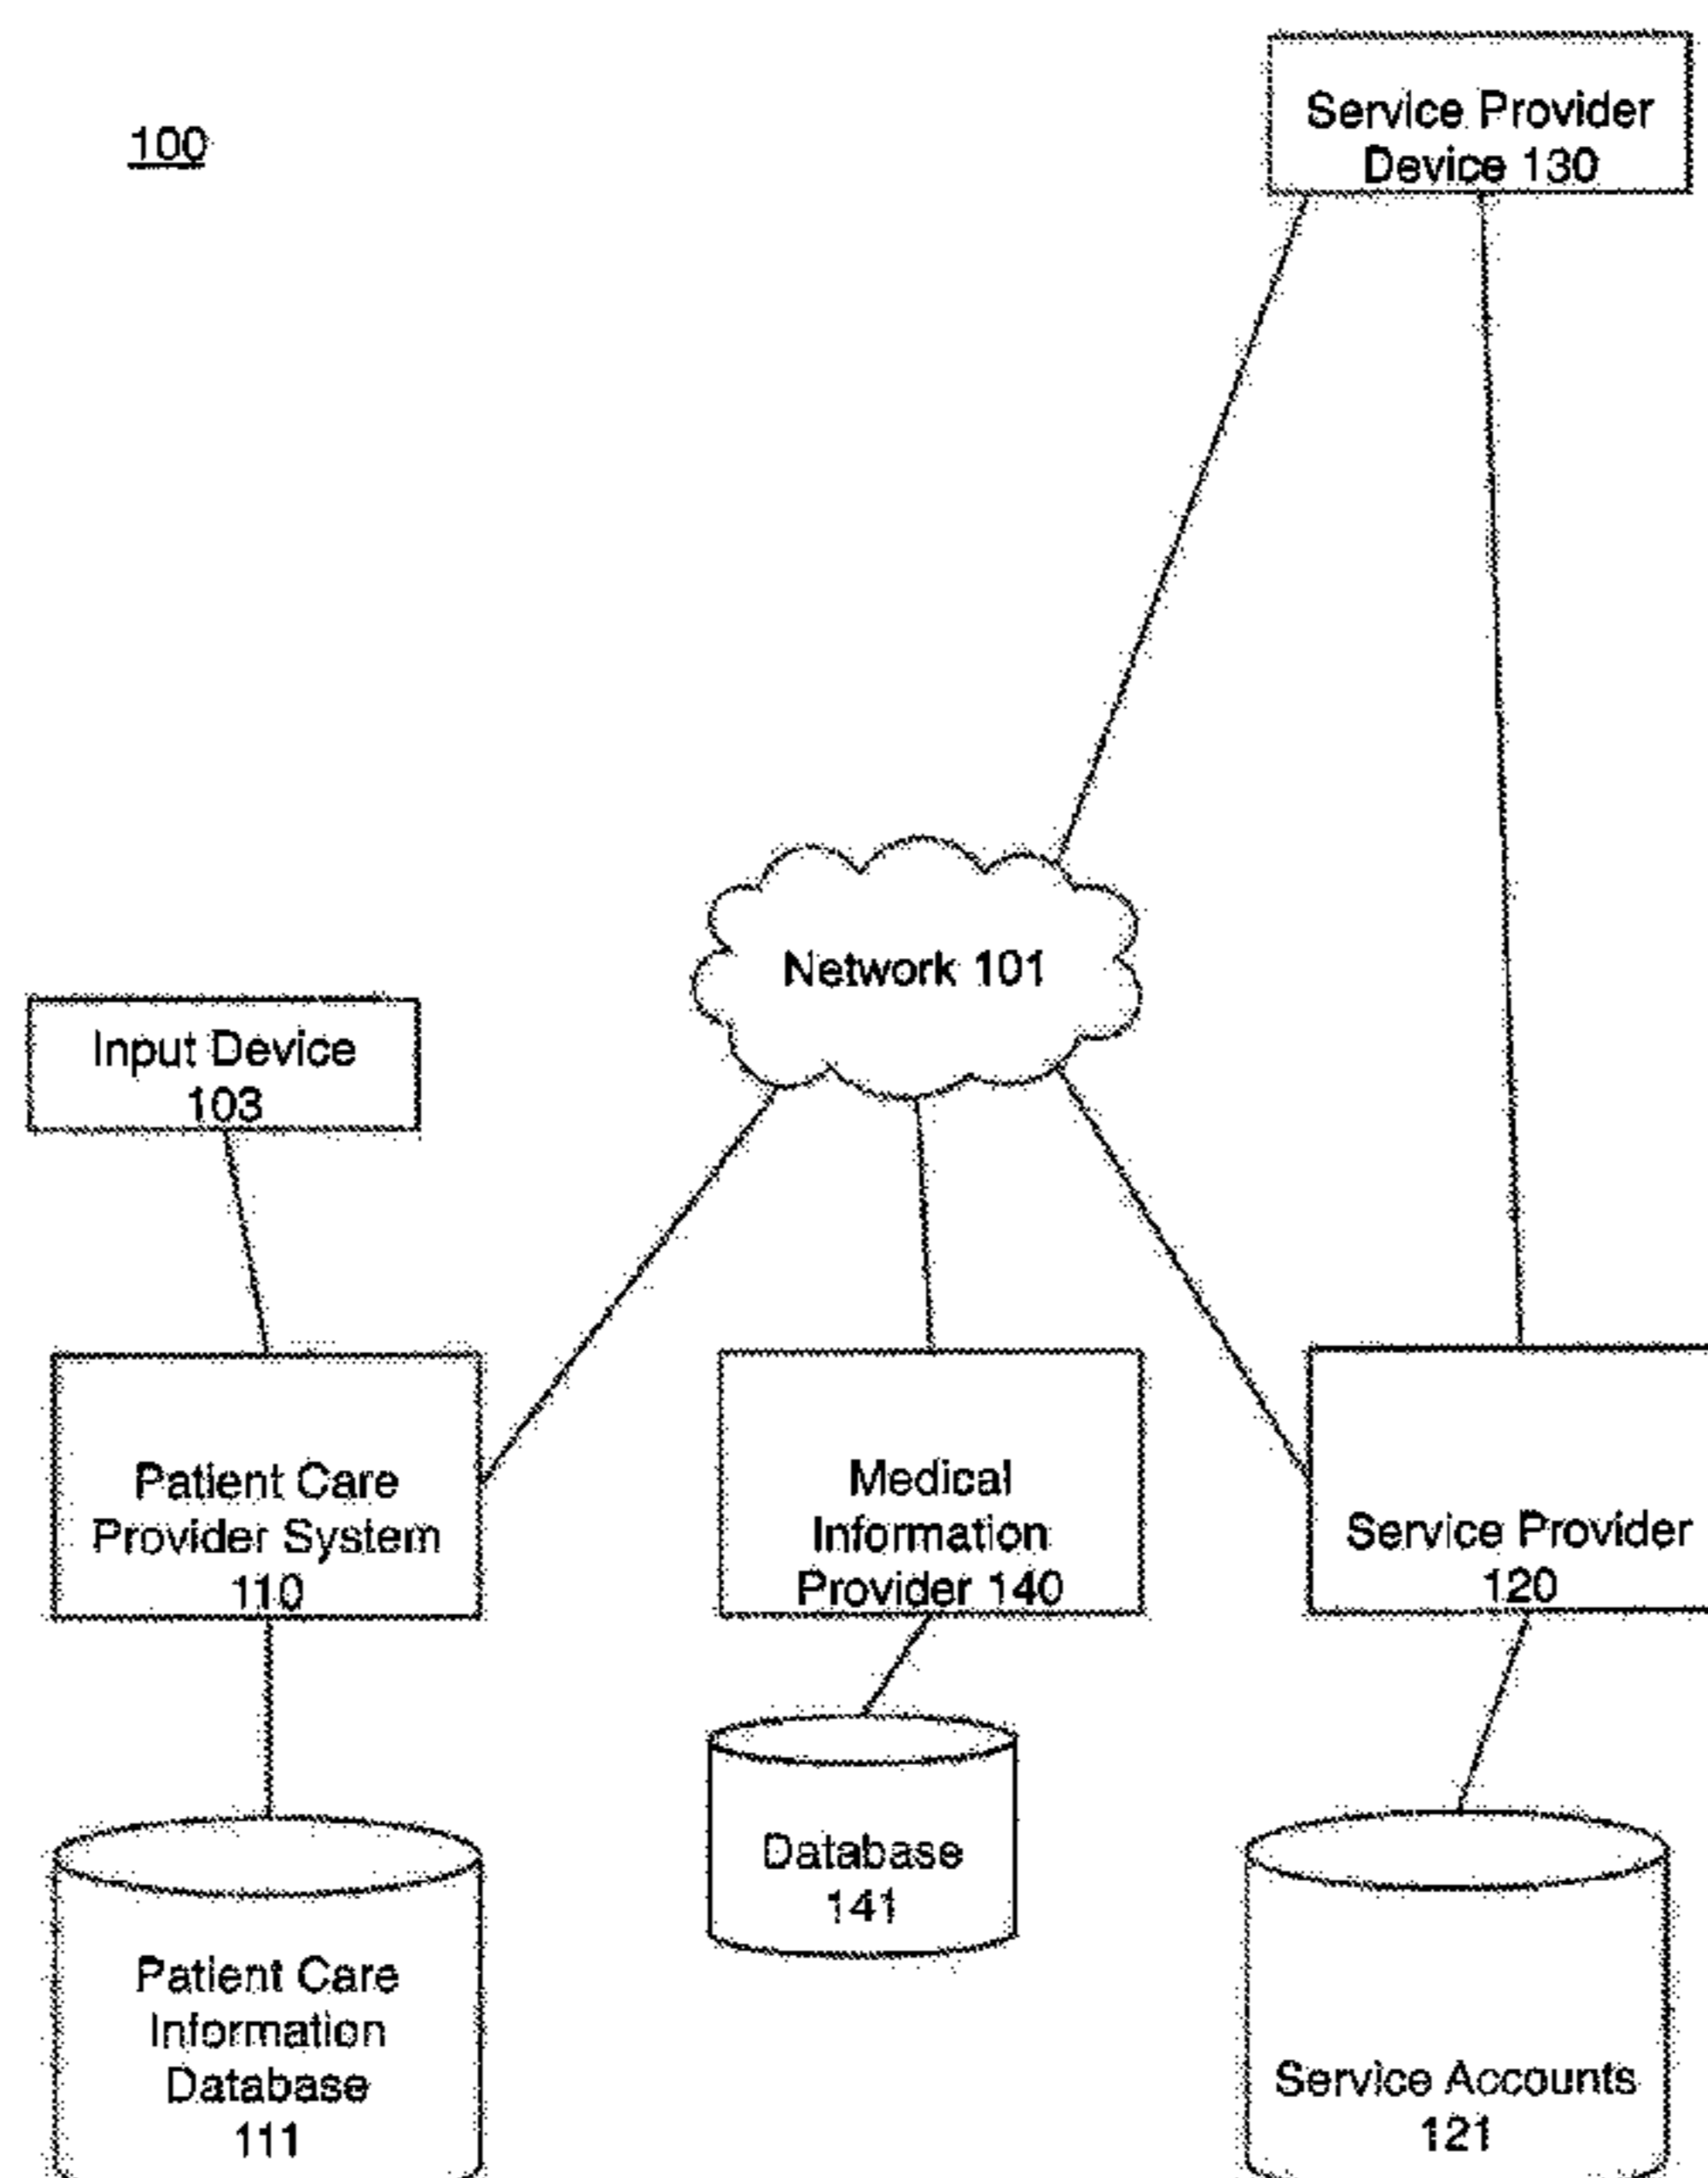 100
Service Provider
Device 130
Network 101
Input Device
103
Patient Care
Provider System
110
Medical
Information
Provider 140
Service Provider
120
Database
141
Patient Care
Information
Database
111
Service Accounts
121